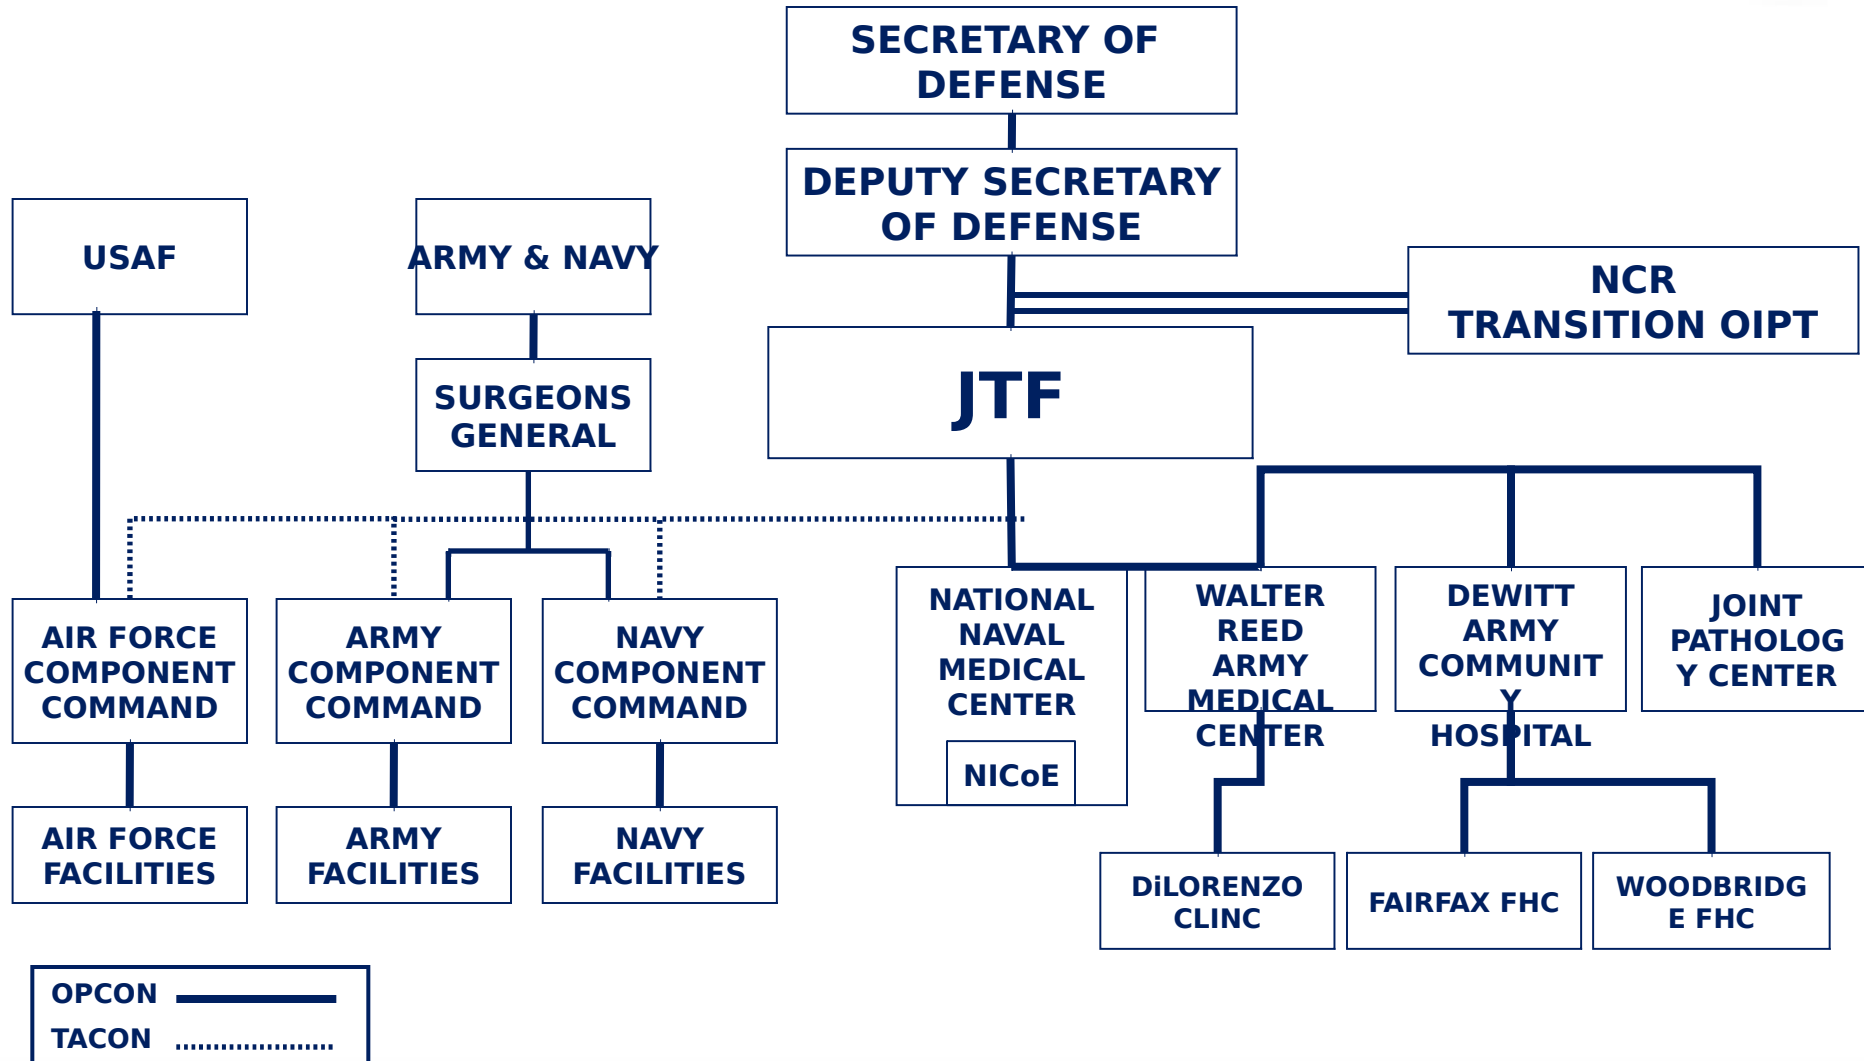 SECRETARY OF
DEFENSE
DEPUTY SECRETARY
OF DEFENSE
USAF
ARMY & NAVY
NCR
TRANSITION OIPT
SURGEONS
GENERAL
JTF
AIR FORCE
COMPONENT
COMMAND
ARMY
COMPONENT
COMMAND
NAVY
COMPONENT
COMMAND
NATIONAL
NAVAL
MEDICAL
CENTER
NICoE
WALTER
REED
ARMY
MEDICAL
CENTER
DEWITT
ARMY
COMMUNIT
Y
HOSPITAL
JOINT
PATHOLOG
Y CENTER
AIR FORCE
FACILITIES
ARMY
FACILITIES
NAVY
FACILITIES
DiLORENZO
CLINC
FAIRFAX FHC
WOODBRIDG
E FHC
OPCON
TACON